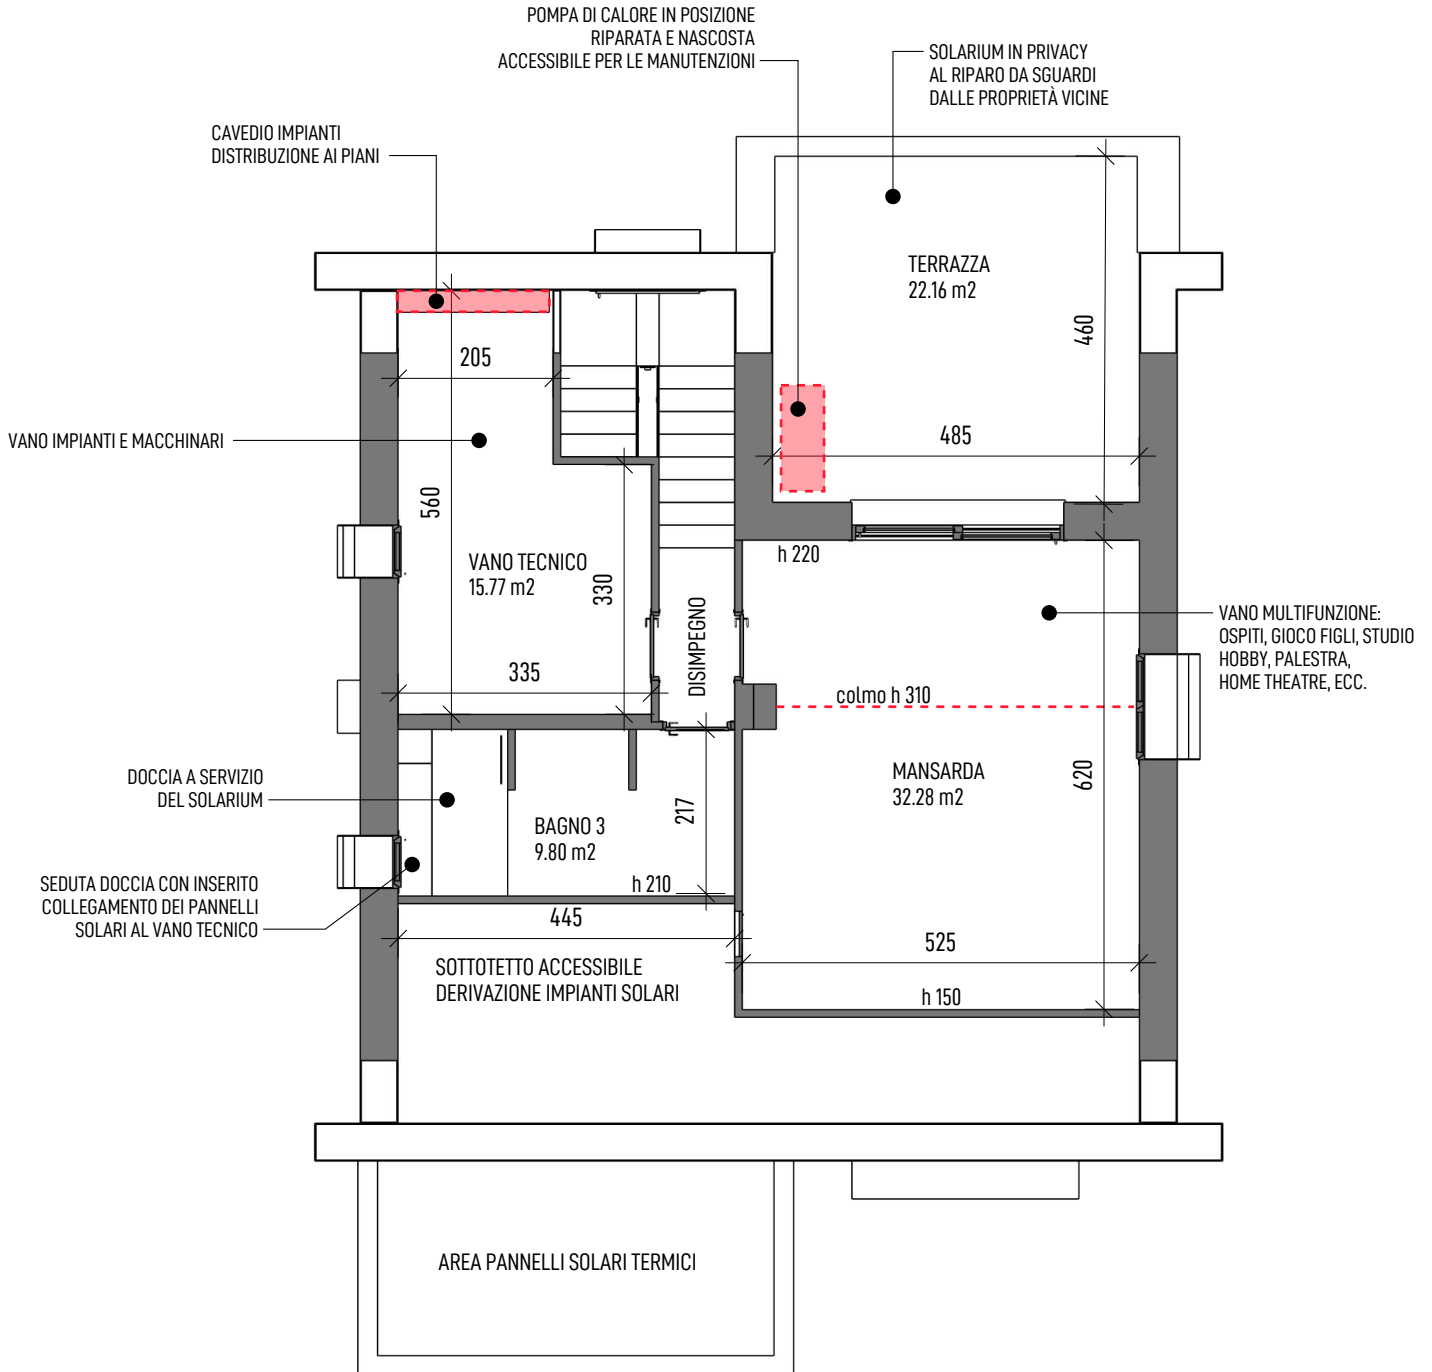 POMPA DI CALORE IN POSIZIONE
RIPARATA E NASCOSTA
ACCESSIBILE PER LE MANUTENZIONI
SOLARIUM IN PRIVACY
AL RIPARO DA SGUARDI
DALLE PROPRIETÀ VICINE
CAVEDIO IMPIANTI
DISTRIBUZIONE AI PIANI
TERRAZZA
22.16 m2
460
205
485
VANO IMPIANTI E MACCHINARI
560
h 220
VANO TECNICO
15.77 m2
330
DISIMPEGNO
VANO MULTIFUNZIONE:
OSPITI, GIOCO FIGLI, STUDIO
HOBBY, PALESTRA,
HOME THEATRE, ECC.
335
colmo h 310
DOCCIA A SERVIZIO
DEL SOLARIUM
MANSARDA
32.28 m2
620
217
BAGNO 3
9.80 m2
h 210
SEDUTA DOCCIA CON INSERITO
COLLEGAMENTO DEI PANNELLI
SOLARI AL VANO TECNICO
445
525
SOTTOTETTO ACCESSIBILE
DERIVAZIONE IMPIANTI SOLARI
h 150
AREA PANNELLI SOLARI TERMICI